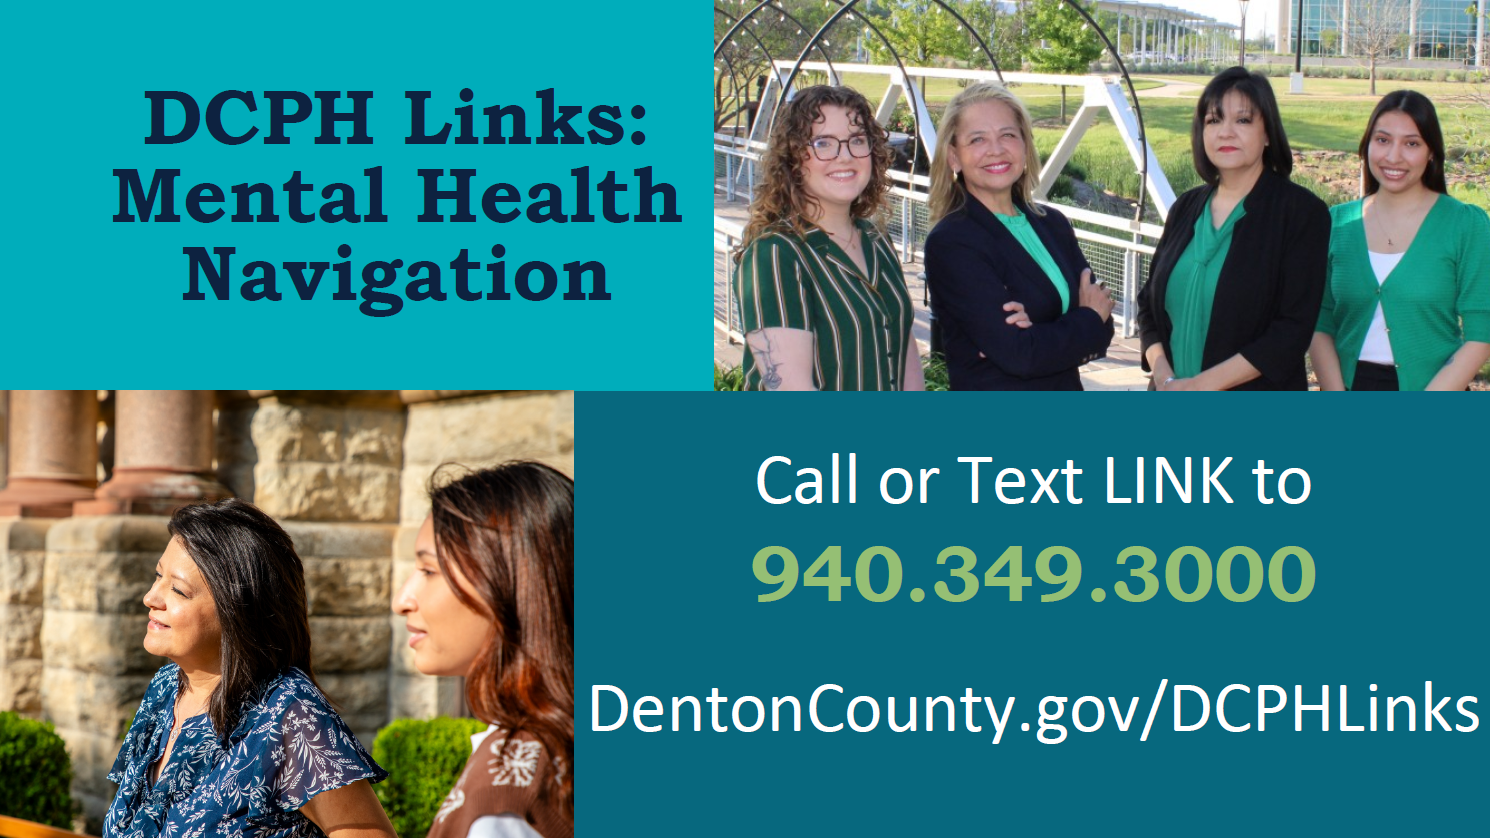 DCPH Links:
Mental Health
Navigation
Call or Text LINK to
940.349.3000
DentonCounty.gov/DCPHLinks